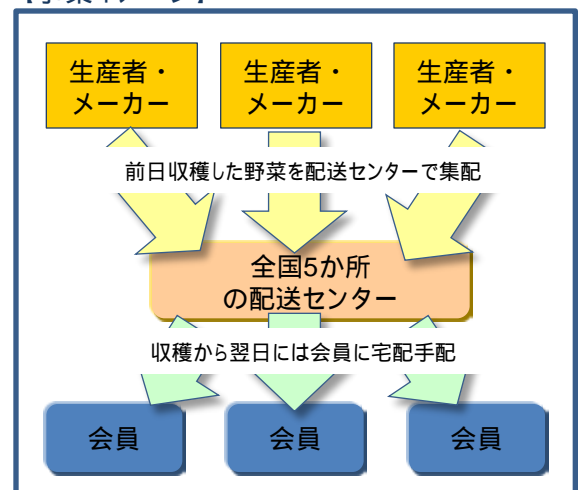 生産者・
メーカー
生産者・
メーカー
生産者・
メーカー
前日収穫した野菜を配送センターで集配
全国5か所
の配送センター
収穫から翌日には会員に宅配手配
会員
会員
会員